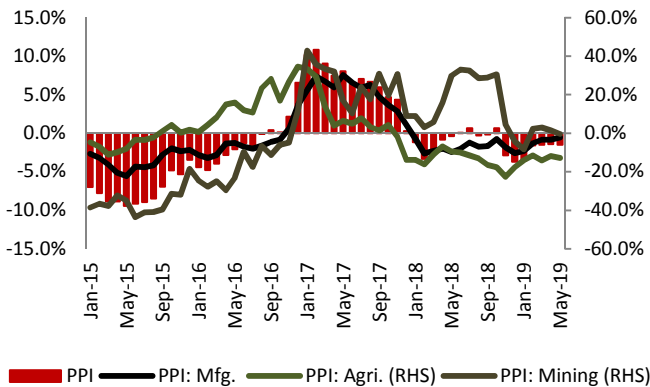 15.0%
10.0%
5.0%
0.0%
-5.0%
-10.0%
-15.0%
60.0%
40.0%
20.0%
0.0%
-20.0%
-40.0%
-60.0%
Jan-15
May-15
Sep-15
Jan-16
May-16
Sep-16
Jan-17
May-17
Sep-17
Jan-18
May-18
Sep-18
Jan-19
May-19
PPI PPI: Mfg. PPI: Agri. (RHS) PPI: Mining (RHS)